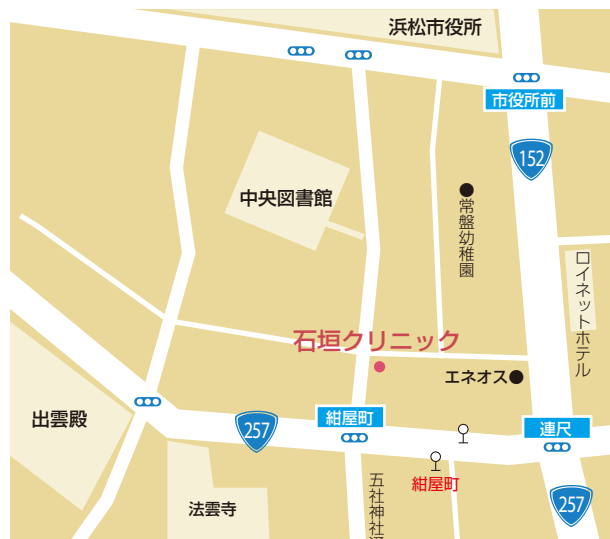 浜松市役所
市役所前
152
中央図書館
常盤幼稚園
ロイネットホテル
石垣クリニック
エネオス
出雲殿
257
紺屋町
連尺
紺屋町
257
法雲寺
五社神社通